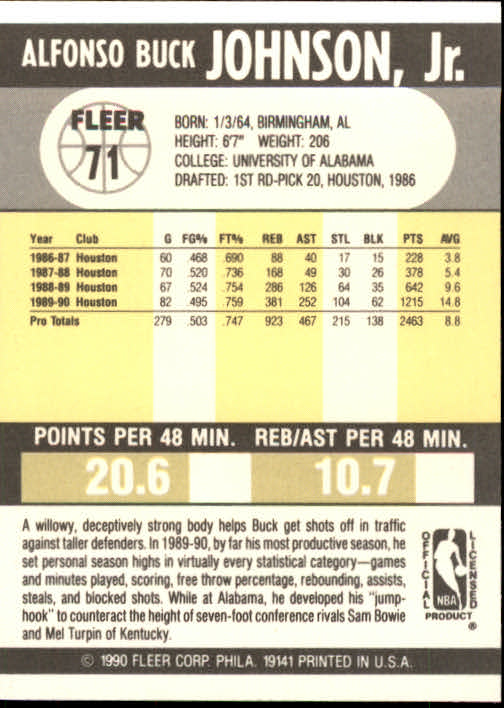 ALFONSO BUCK JOHNSON, Jr.
FLEER
71
BORN: 1/3/64, BIRMINGHAM, AL
HEIGHT: 6'7" WEIGHT: 206
COLLEGE: UNIVERSITY OF ALABAMA
DRAFTED: 1ST RD-PICK 20, HOUSTON, 1986
Year Club G FG% FT% REB AST STL BLK PTS AVG
1986-87 Houston 60 .468 .690 88 40 17 15 228 3.8
1987-88 Houston 70 .520 .736 168 49 30 26 378 5.4
1988-89 Houston 67 .524 .754 286 126 64 35 642 9.6
1989-90 Houston 82 .495 .759 381 252 104 62 1215 14.8
Pro Totals 279 .503 .747 923 467 215 138 2463 8.8
POINTS PER 48 MIN. REB/AST PER 48 MIN.
20.6 10.7
A willowy, deceptively strong body helps Buck get shots off in traffic
against taller defenders. In 1989-90, by far his most productive season, he
set personal season highs in virtually every statistical category—games
and minutes played, scoring, free throw percentage, rebounding, assists,
steals, and blocked shots. While at Alabama, he developed his "jump-
hook" to counteract the height of seven-foot conference rivals Sam Bowie
and Mel Turpin of Kentucky.
OFFICIAL
LICENSED
NBA
PRODUCT ®
© 1990 FLEER CORP. PHILA. 19141 PRINTED IN U.S.A.